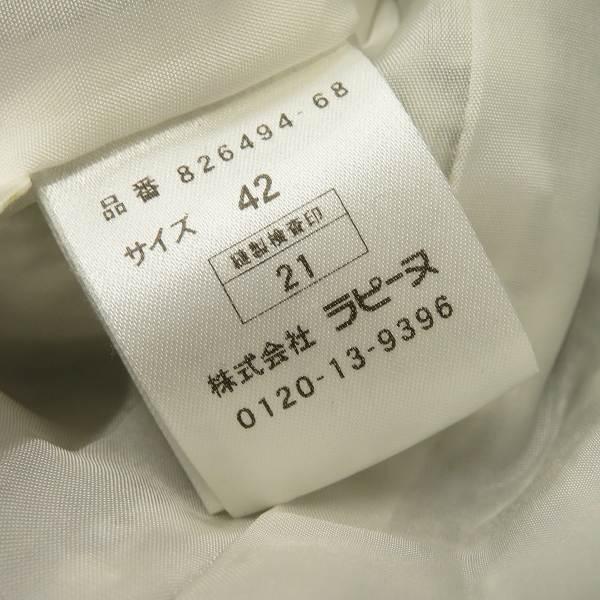 品番 826494-68
サイズ 42
縫製検査印
21
株式会社 ラピーヌ
0120-13-9396